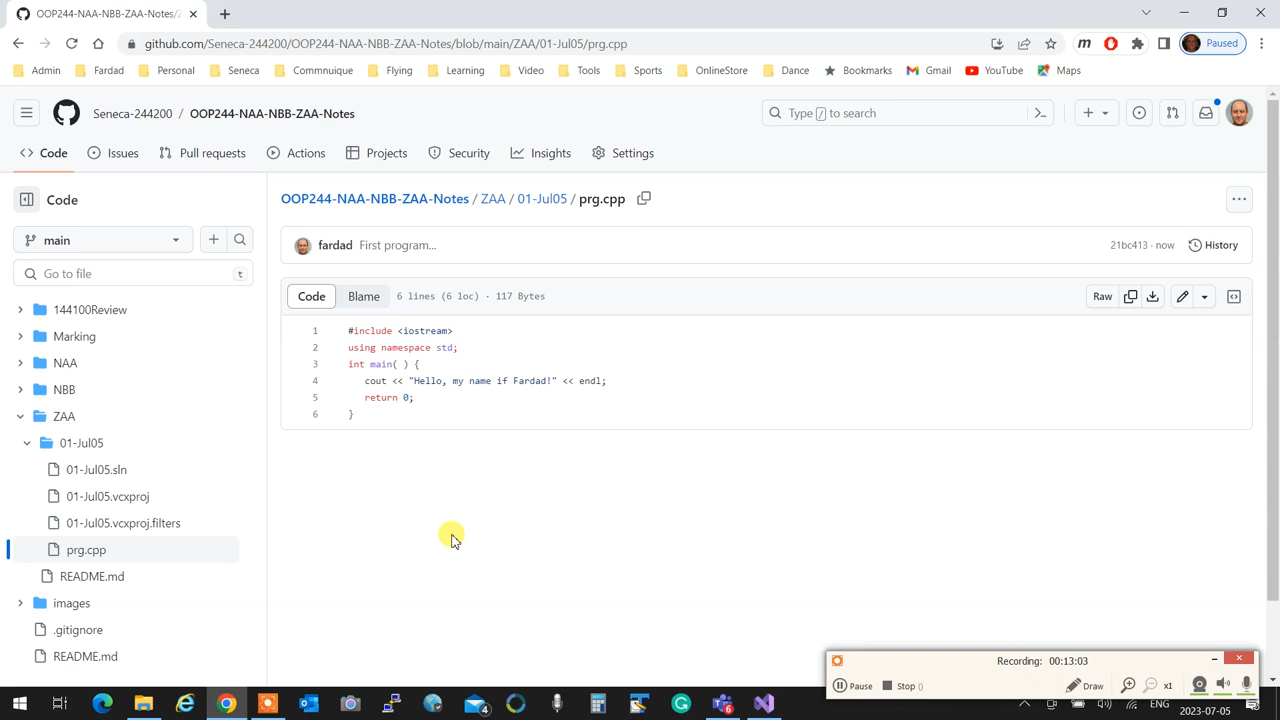 OOP244-NAA-NBB-ZAA-Notes/Z
github.com/Seneca-244200/OOP244-NAA-NBB-ZAA-Notes/blob/main/ZAA/01-Jul05/prg.cpp
Paused
Admin Fardad Personal Seneca Commnuique Flying Learning Video Tools Sports OnlineStore Dance Bookmarks Gmail YouTube Maps
Seneca-244200 / OOP244-NAA-NBB-ZAA-Notes
Type / to search
Code Issues Pull requests Actions Projects Security Insights Settings
Code
main
Go to file t
144100Review
Marking
NAA
NBB
ZAA
01-Jul05
01-Jul05.sln
01-Jul05.vcxproj
01-Jul05.vcxproj.filters
prg.cpp
README.md
images
.gitignore
README.md
OOP244-NAA-NBB-ZAA-Notes / ZAA / 01-Jul05 / prg.cpp
fardad First program... 21bc413 · now History
Code Blame 6 lines (6 loc) · 117 Bytes Raw
1 #include <iostream>
2 using namespace std;
3 int main( ) {
4 cout << "Hello, my name if Fardad!" << endl;
5 return 0;
6 }
Recording: 00:13:03
Pause Stop () Draw x1
ENG 2023-07-05